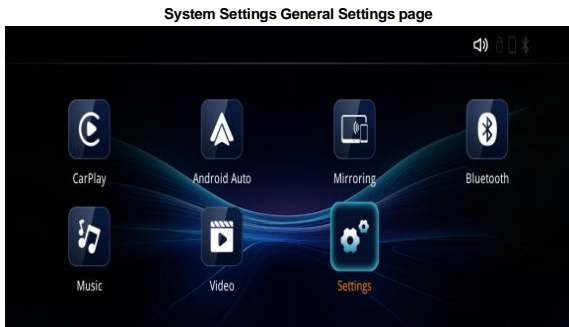 System Settings General Settings page
CarPlay
Android Auto
Mirroring
Bluetooth
Music
Video
Settings